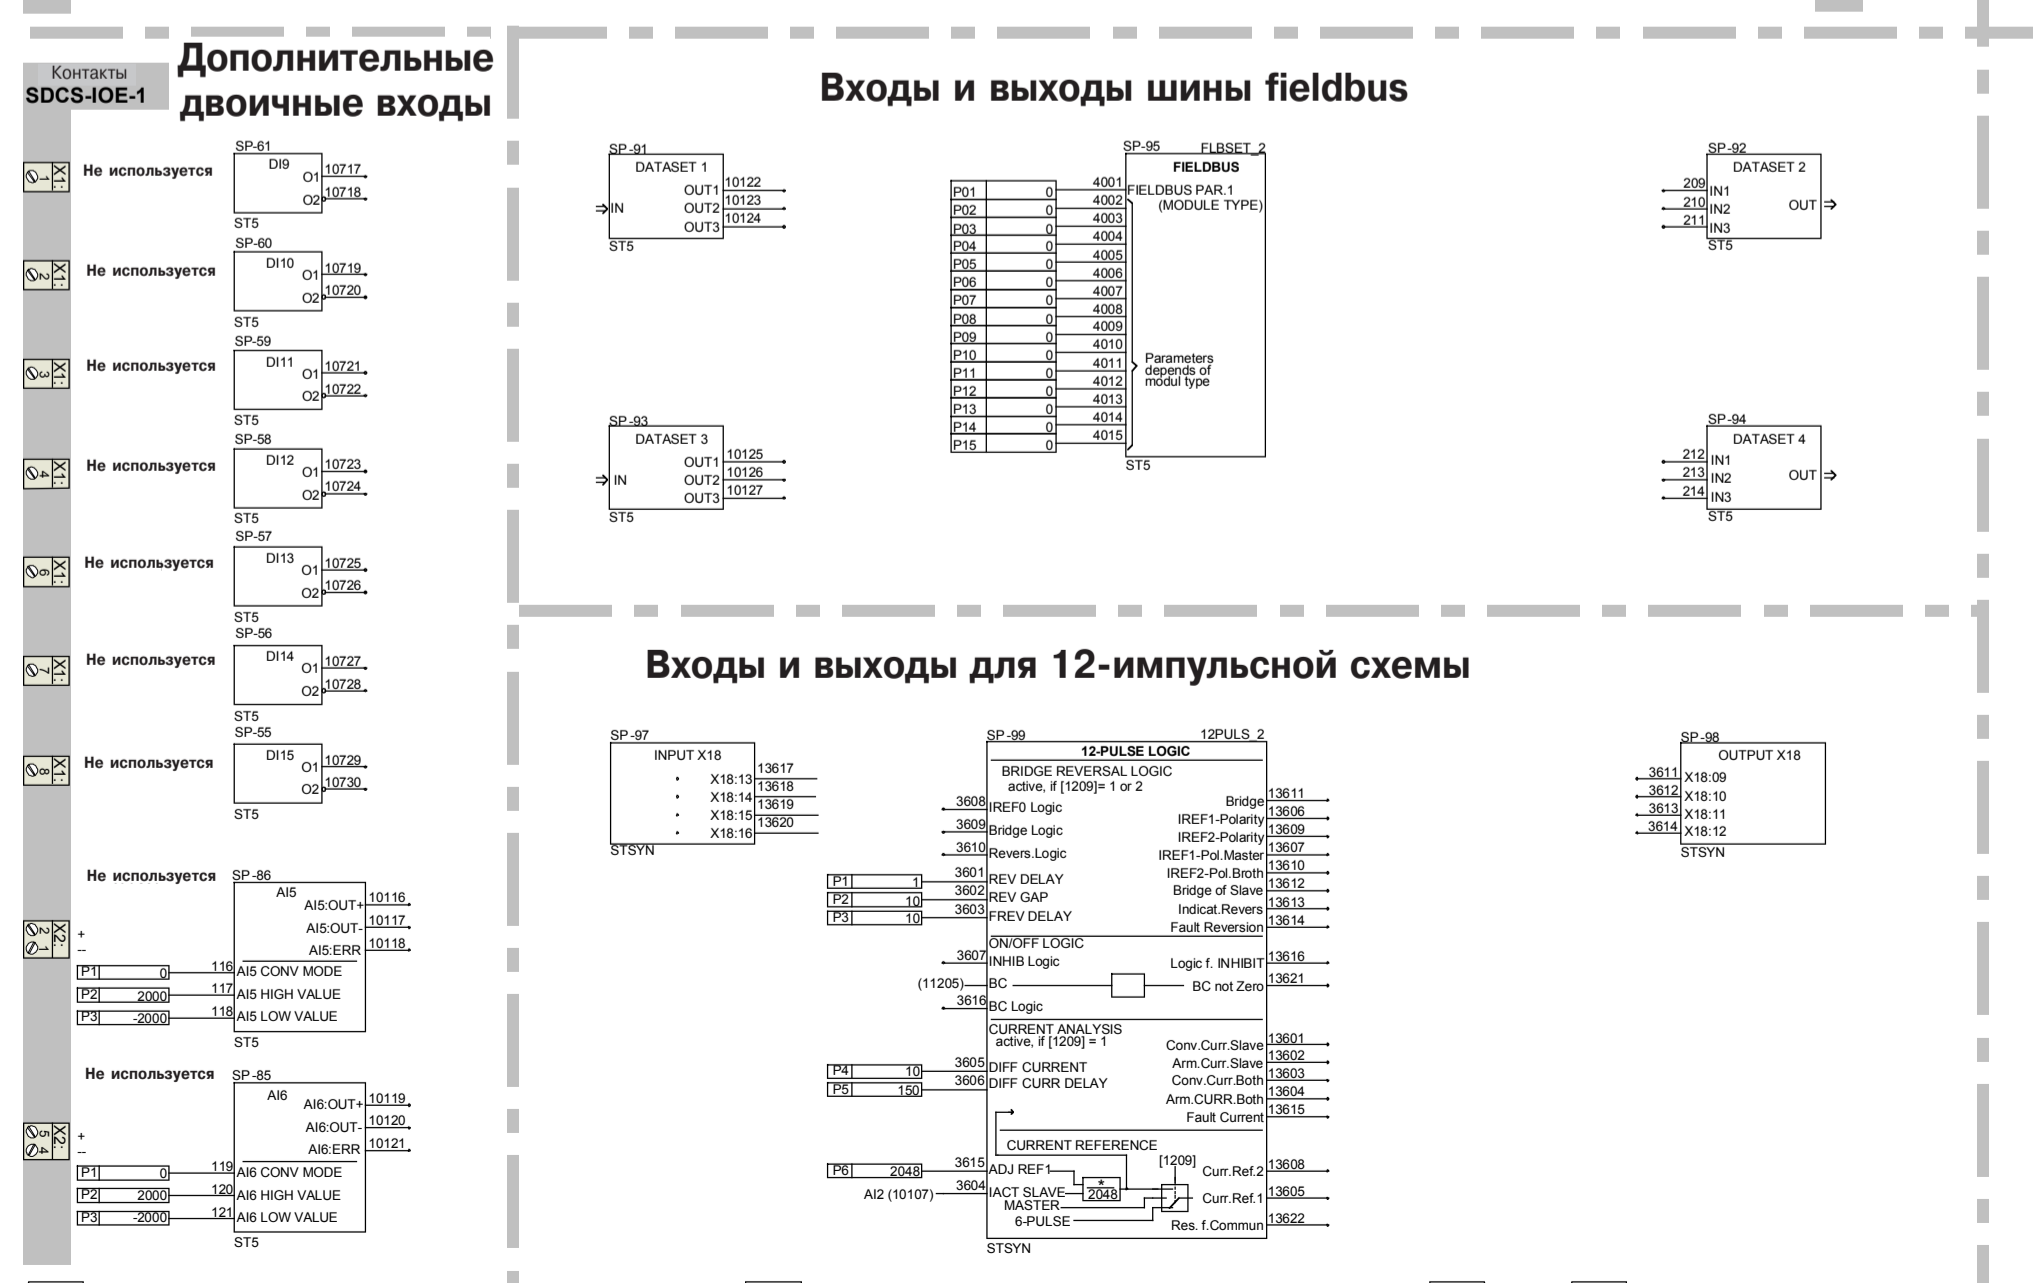 Контакты
SDCS-IOE-1
Дополнительные
двоичные входы
X1:
1
Не используется
SP-61
DI9
O1
10717
O2
10718
ST5
X1:
2
Не используется
SP-60
DI10
O1
10719
O2
10720
ST5
X1:
3
Не используется
SP-59
DI11
O1
10721
O2
10722
ST5
X1:
4
Не используется
SP-58
DI12
O1
10723
O2
10724
ST5
X1:
6
Не используется
SP-57
DI13
O1
10725
O2
10726
ST5
X1:
7
Не используется
SP-56
DI14
O1
10727
O2
10728
ST5
X1:
8
Не используется
SP-55
DI15
O1
10729
O2
10730
ST5
Не используется
SP-86
AI5
AI5:OUT+
10116
AI5:OUT-
10117
AI5:ERR
10118
X2:
2
1
+
--
P1 0 116 AI5 CONV MODE
P2 2000 117 AI5 HIGH VALUE
P3 -2000 118 AI5 LOW VALUE
ST5
Не используется
SP-85
AI6
AI6:OUT+
10119
AI6:OUT-
10120
AI6:ERR
10121
X2:
5
4
+
--
P1 0 119 AI6 CONV MODE
P2 2000 120 AI6 HIGH VALUE
P3 -2000 121 AI6 LOW VALUE
ST5
Входы и выходы шины fieldbus
SP-91
DATASET 1
OUT1 10122
IN OUT2 10123
OUT3 10124
ST5
SP-93
DATASET 3
OUT1 10125
IN OUT2 10126
OUT3 10127
ST5
SP-95 FLBSET_2
FIELDBUS
P01 0 4001 FIELDBUS PAR.1
(MODULE TYPE)
P02 0 4002
P03 0 4003
P04 0 4004
P05 0 4005
P06 0 4006
P07 0 4007
P08 0 4008
P09 0 4009
P10 0 4010
P11 0 4011
P12 0 4012
P13 0 4013
P14 0 4014
P15 0 4015
Parameters
depends of
modul type
ST5
SP-92
DATASET 2
209 IN1
210 IN2 OUT
211 IN3
ST5
SP-94
DATASET 4
212 IN1
213 IN2 OUT
214 IN3
ST5
Входы и выходы для 12-импульсной схемы
SP-97
INPUT X18
X18:13 13617
X18:14 13618
X18:15 13619
X18:16 13620
STSYN
SP-99 12PULS_2
12-PULSE LOGIC
BRIDGE REVERSAL LOGIC
active, if [1209]= 1 or 2
3608 IREF0 Logic
3609 Bridge Logic
3610 Revers.Logic
P1 1 3601 REV DELAY
P2 10 3602 REV GAP
P3 10 3603 FREV DELAY
Bridge 13611
IREF1-Polarity 13606
IREF2-Polarity 13609
IREF1-Pol.Master 13607
IREF2-Pol.Broth 13610
Bridge of Slave 13612
Indicat.Revers 13613
Fault Reversion 13614
ON/OFF LOGIC
3607 INHIB Logic
Logic f. INHIBIT 13616
(11205) BC
BC not Zero 13621
3616 BC Logic
CURRENT ANALYSIS
active, if [1209] = 1
P4 10 3605 DIFF CURRENT
P5 150 3606 DIFF CURR DELAY
Conv.Curr.Slave 13601
Arm.Curr.Slave 13602
Conv.Curr.Both 13603
Arm.CURR.Both 13604
Fault Current 13615
CURRENT REFERENCE
[1209]
P6 2048 3615 ADJ REF1
AI2 (10107) 3604 IACT SLAVE
*
2048
MASTER
6-PULSE
Curr.Ref.2 13608
Curr.Ref.1 13605
Res. f.Commun 13622
STSYN
SP-98
OUTPUT X18
3611 X18:09
3612 X18:10
3613 X18:11
3614 X18:12
STSYN